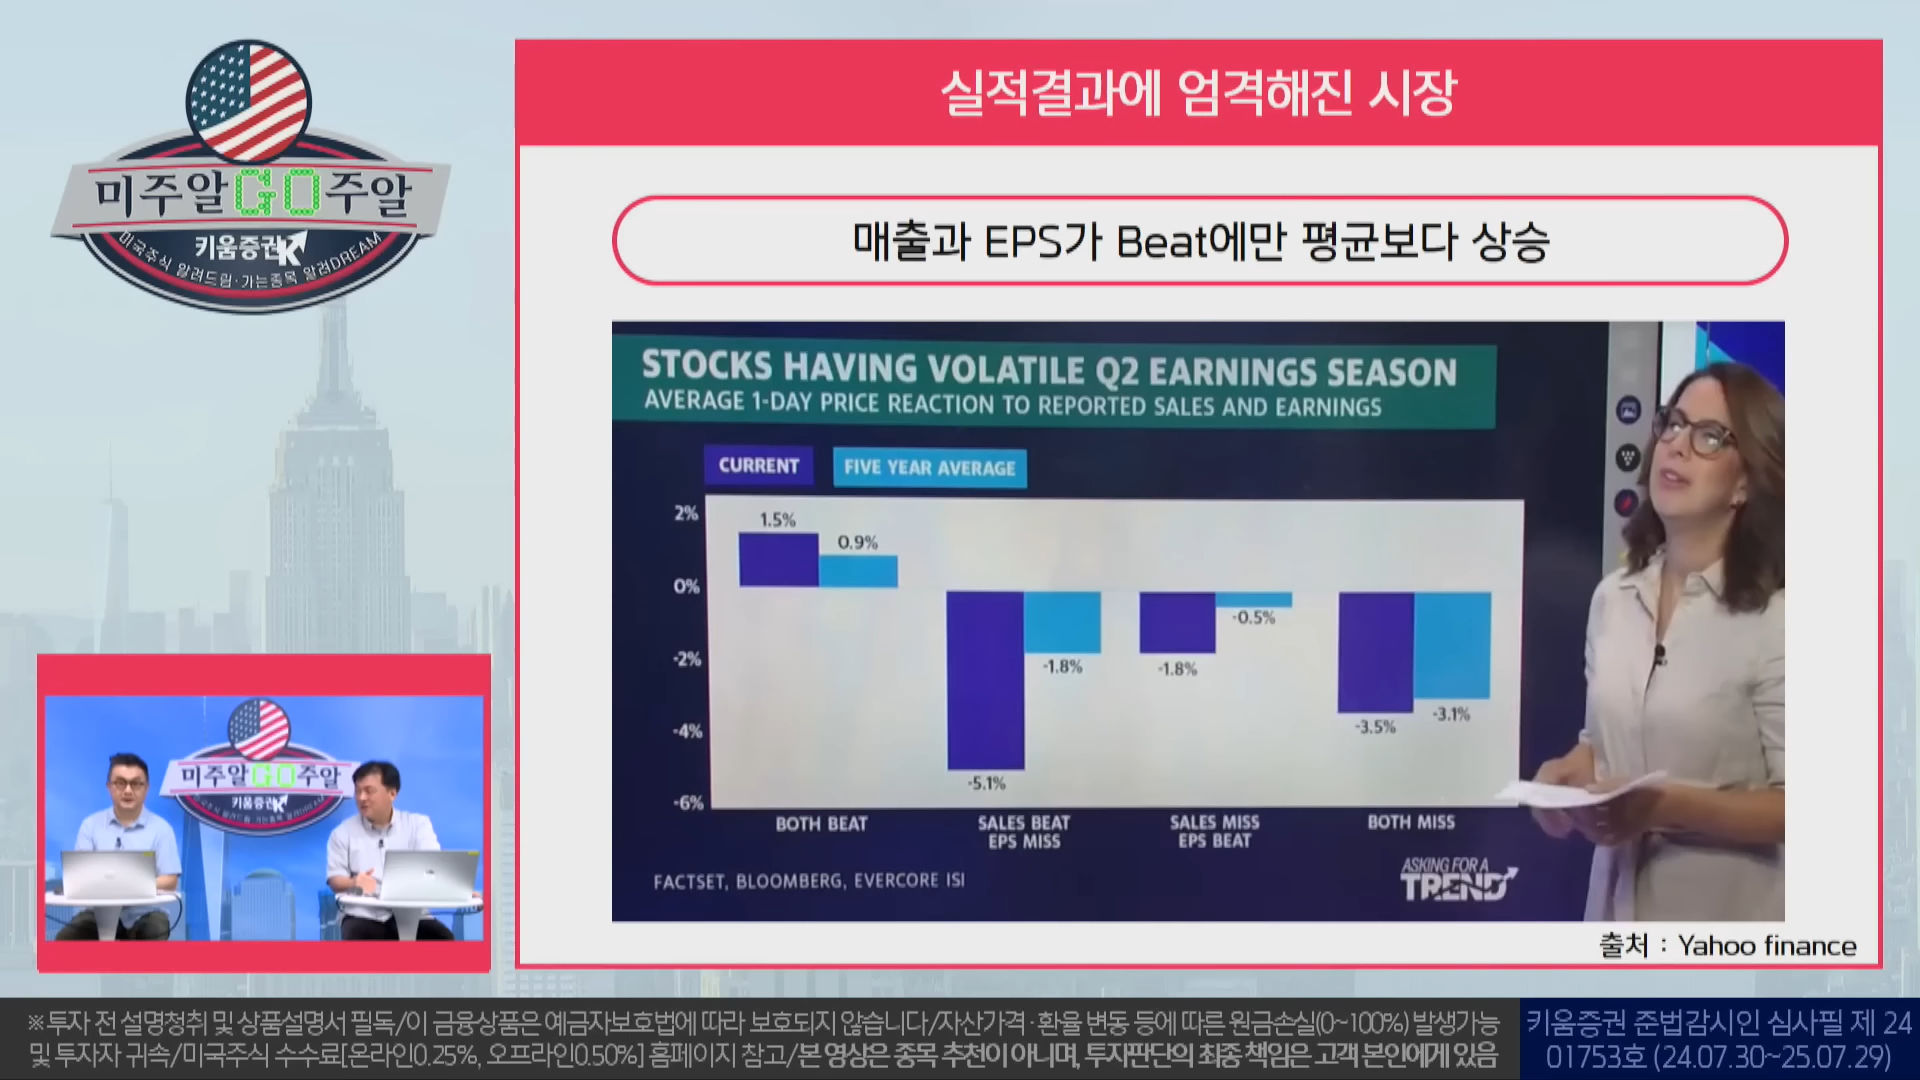 실적결과에 엄격해진 시장
미주알GO주알
키움증권
미국주식 알려드림·가는종목 알려DREAM
매출과 EPS가 Beat에만 평균보다 상승
STOCKS HAVING VOLATILE Q2 EARNINGS SEASON
AVERAGE 1-DAY PRICE REACTION TO REPORTED SALES AND EARNINGS
CURRENT
FIVE YEAR AVERAGE
2%
0%
-2%
-4%
-6%
1.5%
0.9%
-5.1%
-1.8%
-1.8%
-0.5%
-3.5%
-3.1%
BOTH BEAT
SALES BEAT
EPS MISS
SALES MISS
EPS BEAT
BOTH MISS
FACTSET, BLOOMBERG, EVERCORE ISI
ASKING FOR A
TREND
출처 : Yahoo finance
미주알GO주알
키움증권
※투자 전 설명청취 및 상품설명서 필독/이 금융상품은 예금자보호법에 따라 보호되지 않습니다/자산가격·환율 변동 등에 따른 원금손실(0~100%) 발생가능
및 투자자 귀속/미국주식 수수료[온라인0.25%, 오프라인0.50%] 홈페이지 참고/본 영상은 종목 추천이 아니며, 투자판단의 최종 책임은 고객 본인에게 있음
키움증권 준법감시인 심사필 제 24
01753호 (24.07.30~25.07.29)